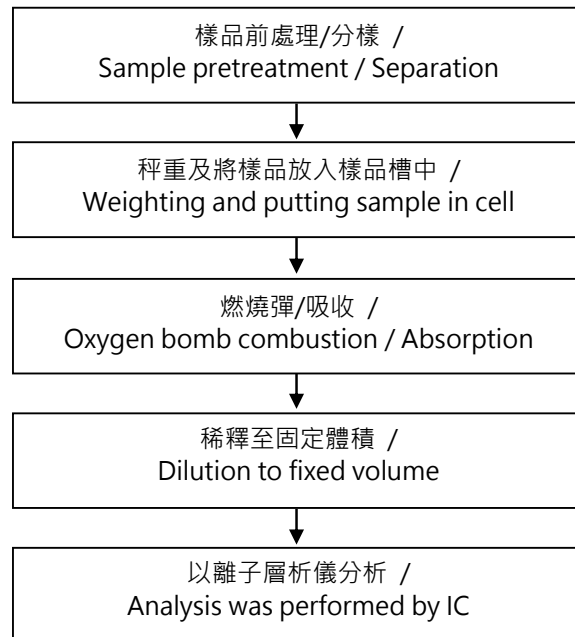 樣品前處理/分樣 /
Sample pretreatment / Separation
秤重及將樣品放入樣品槽中 /
Weighting and putting sample in cell
燃燒彈/吸收 /
Oxygen bomb combustion / Absorption
稀釋至固定體積 /
Dilution to fixed volume
以離子層析儀分析 /
Analysis was performed by IC